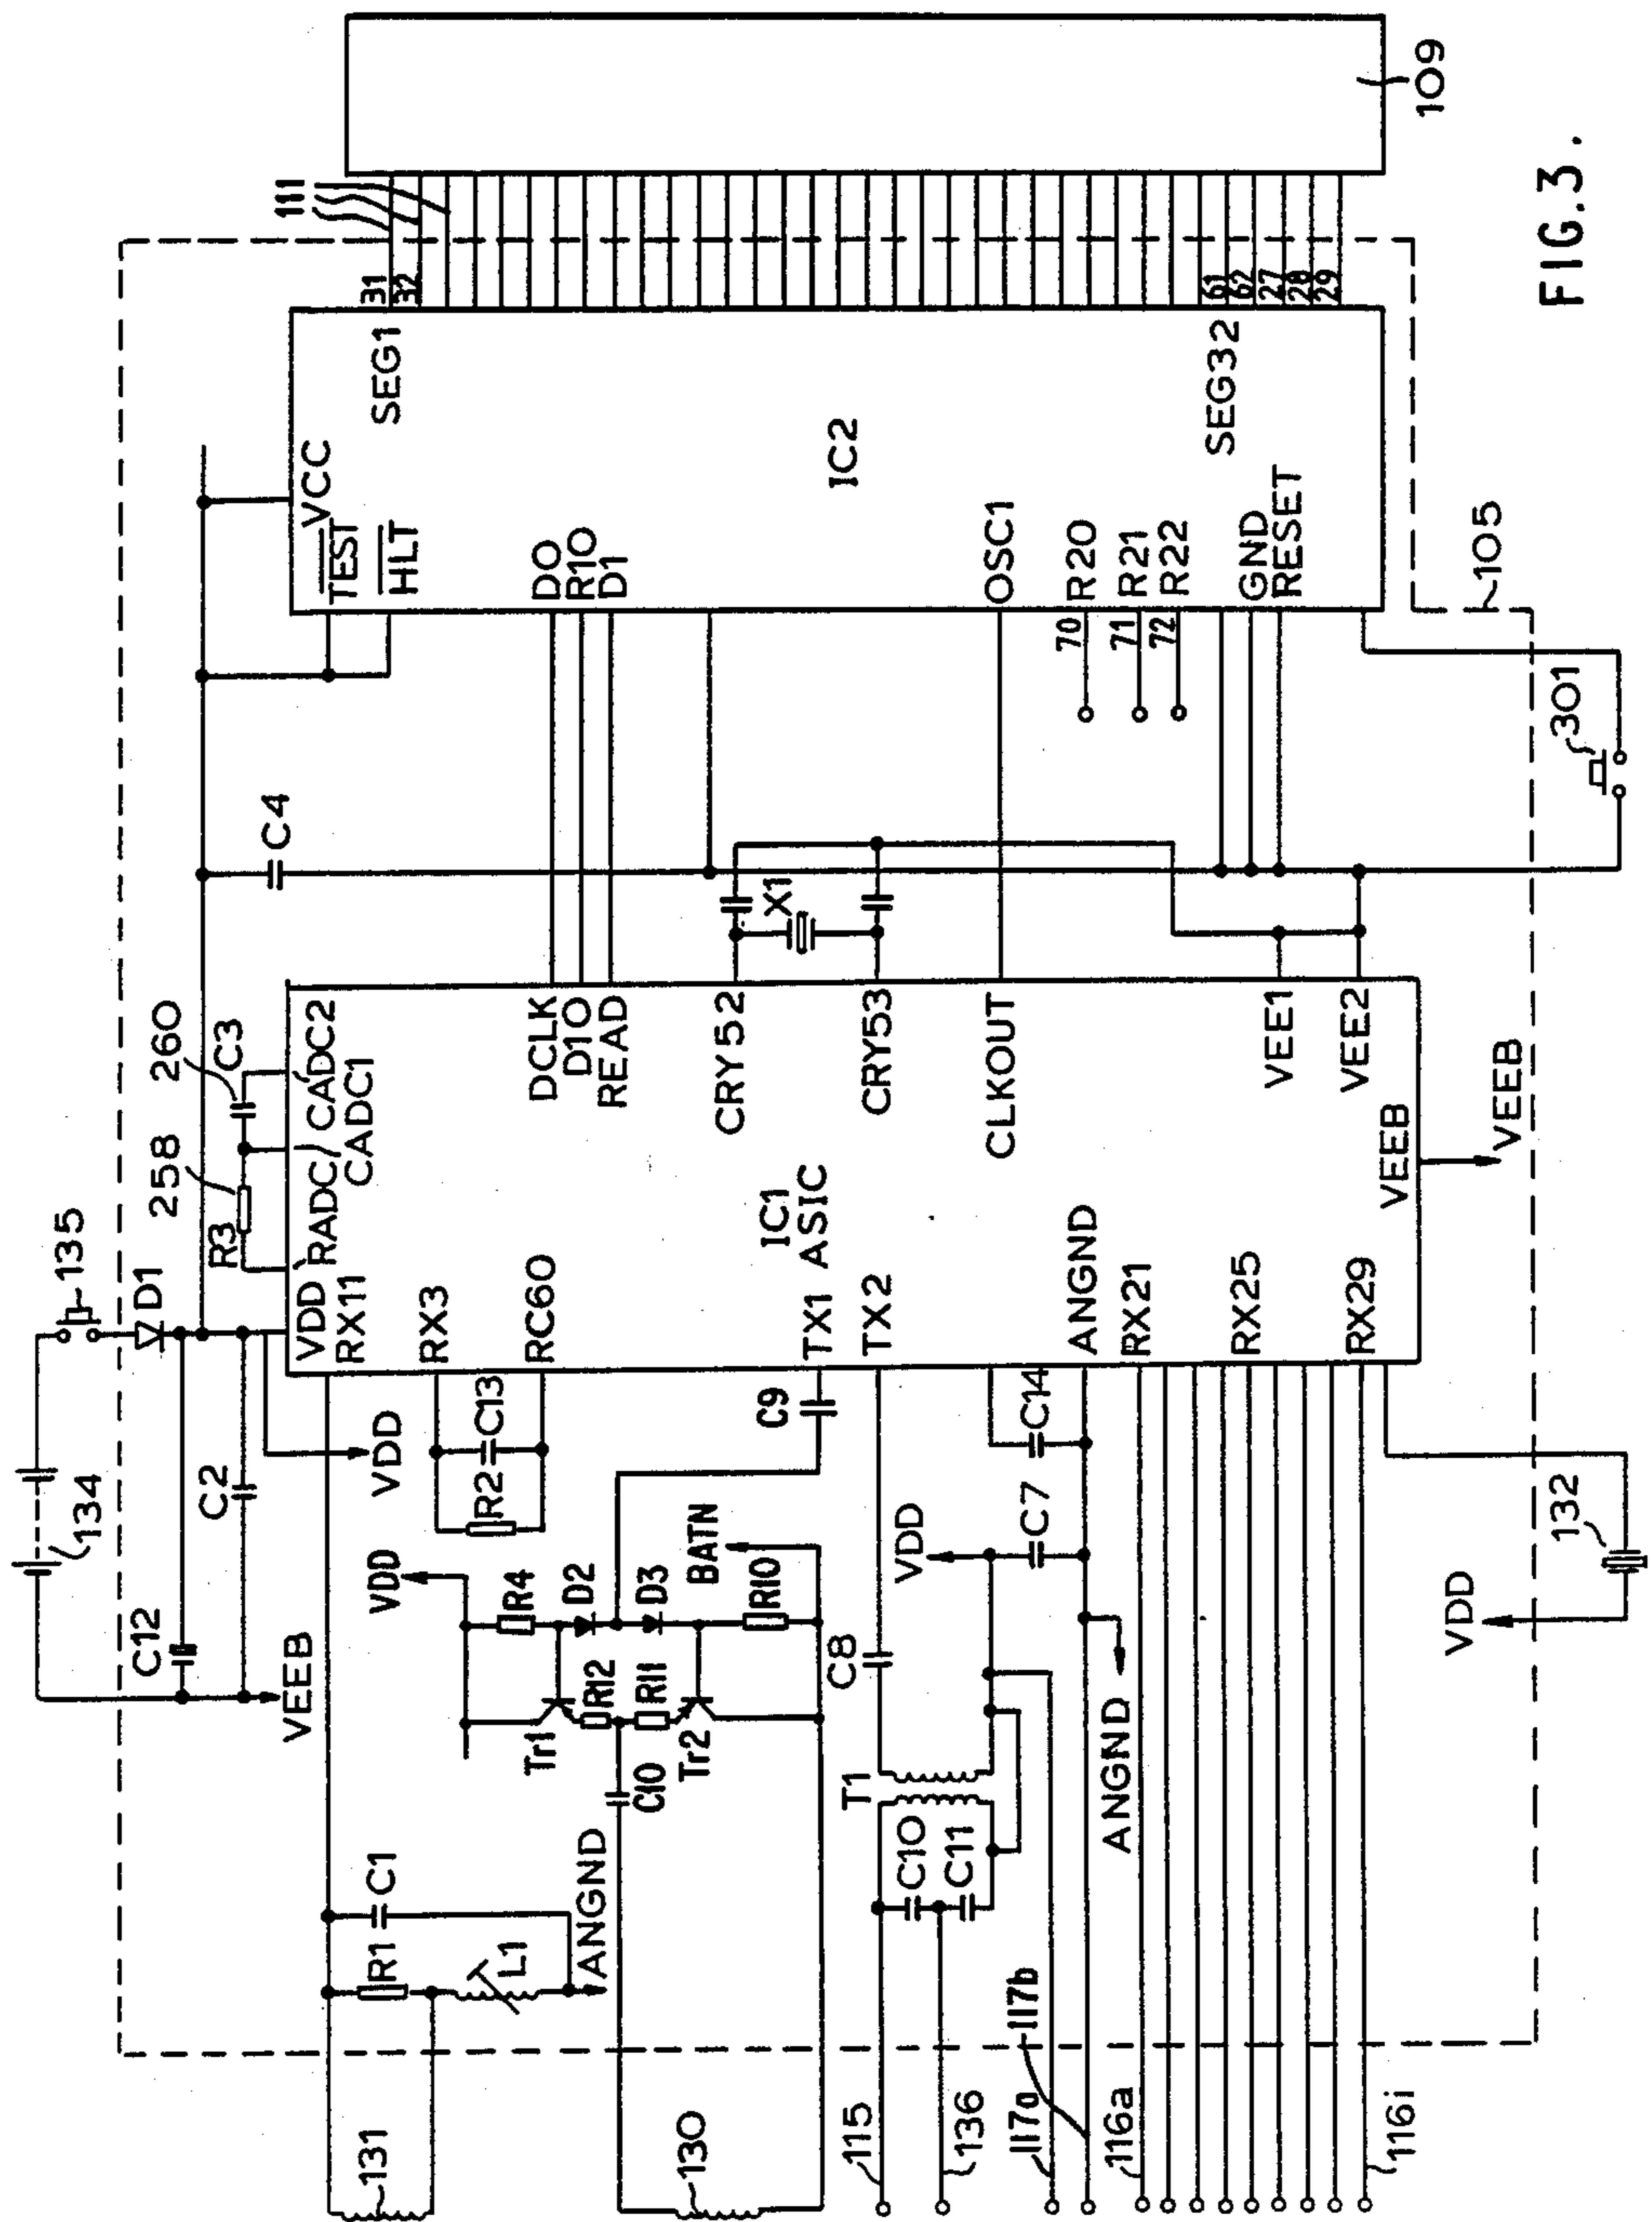 109
FIG.3.
111
31
32
61
62
27
28
29
SEG1
SEG32
VCC
TEST
HLT
IC2
DO
R10
D1
OSC1
R20
R21
R22
GND
RESET
70
71
72
105
301
C4
X1
260
C3
258
R3
135
D1
134
C12
C2
VDD
RADC/
CADC1
CADC2
RX11
RX3
RC60
DCLK
D10
READ
CRY52
CRY53
CLKOUT
VEE1
VEE2
VEEB
VEEB
IC1
ASIC
TX1
TX2
ANGND
RX21
RX25
RX29
VEEB
VDD
C13
R2
C9
VDD
R4
D2
D3
BATN
R10
Tr1
R12
R11
Tr2
C10
C14
C7
VDD
C8
T1
C10
C11
ANGND
132
VDD
C1
R1
L1
ANGND
131
130
115
136
117a
117b
116a
116i